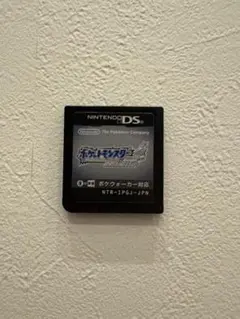 NINTENDO DS
Nintendo
The Pokémon Company
ポケットモンスター
ポケウォーカー対応
NTR-IPGJ-JPN